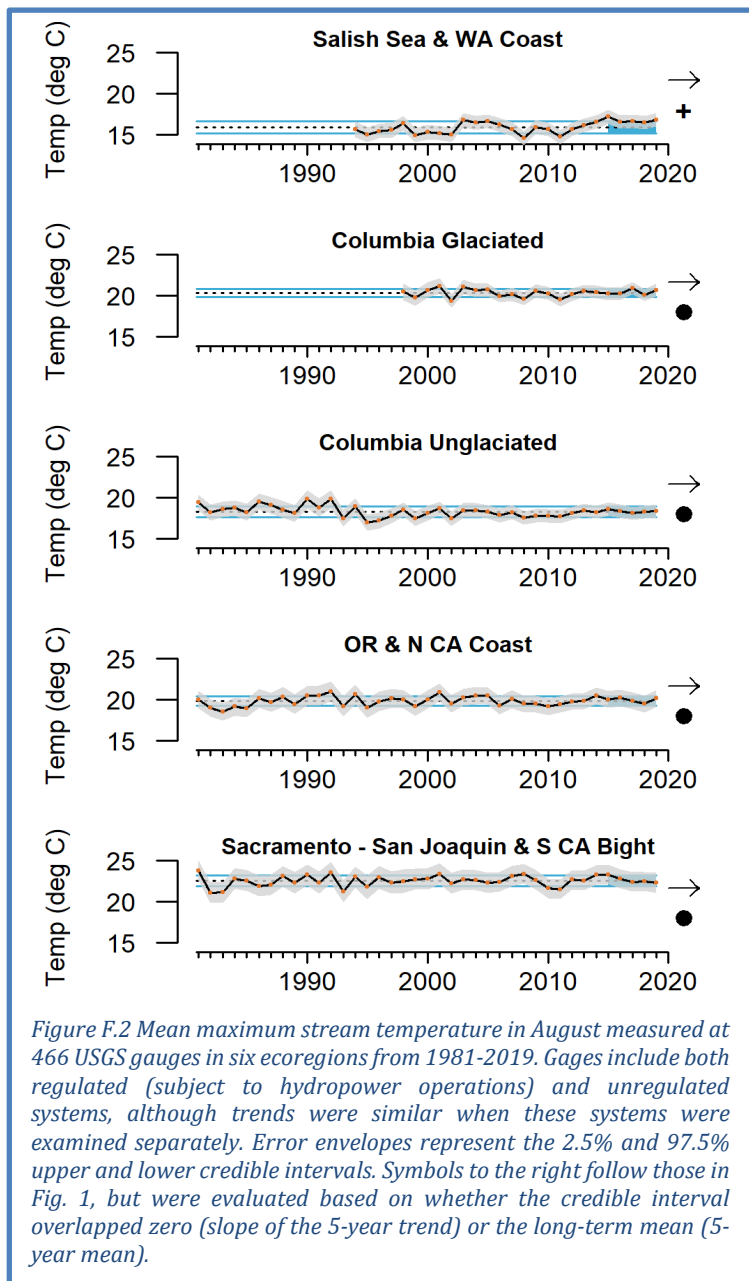 Salish Sea & WA Coast
Temp (deg C)
25
20
15
+
1990 2000 2010 2020
Columbia Glaciated
Temp (deg C)
25
20
15
1990 2000 2010 2020
Columbia Unglaciated
Temp (deg C)
25
20
15
1990 2000 2010 2020
OR & N CA Coast
Temp (deg C)
25
20
15
1990 2000 2010 2020
Sacramento - San Joaquin & S CA Bight
Temp (deg C)
25
20
15
1990 2000 2010 2020
Figure F.2 Mean maximum stream temperature in August measured at
466 USGS gauges in six ecoregions from 1981-2019. Gages include both
regulated (subject to hydropower operations) and unregulated
systems, although trends were similar when these systems were
examined separately. Error envelopes represent the 2.5% and 97.5%
upper and lower credible intervals. Symbols to the right follow those in
Fig. 1, but were evaluated based on whether the credible interval
overlapped zero (slope of the 5-year trend) or the long-term mean (5-
year mean).